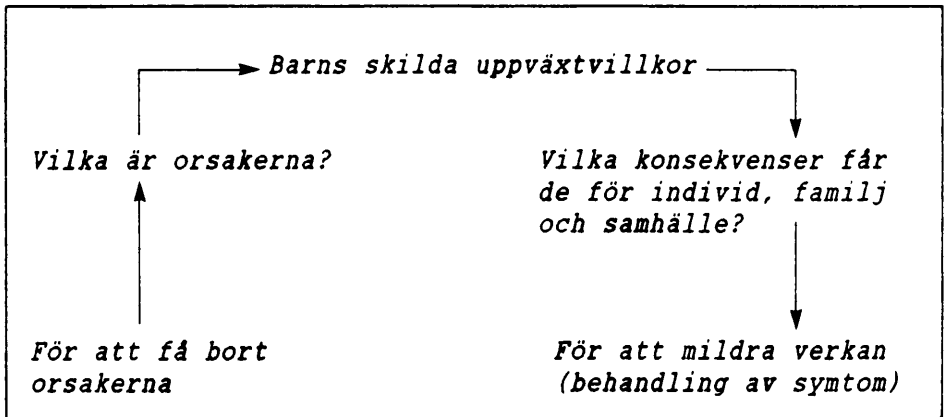 Barns skilda uppväxtvillkor
Vilka är orsakerna?
Vilka konsekvenser får
de för individ, familj
och samhälle?
För att få bort
orsakerna
För att mildra verkan
(behandling av symtom)